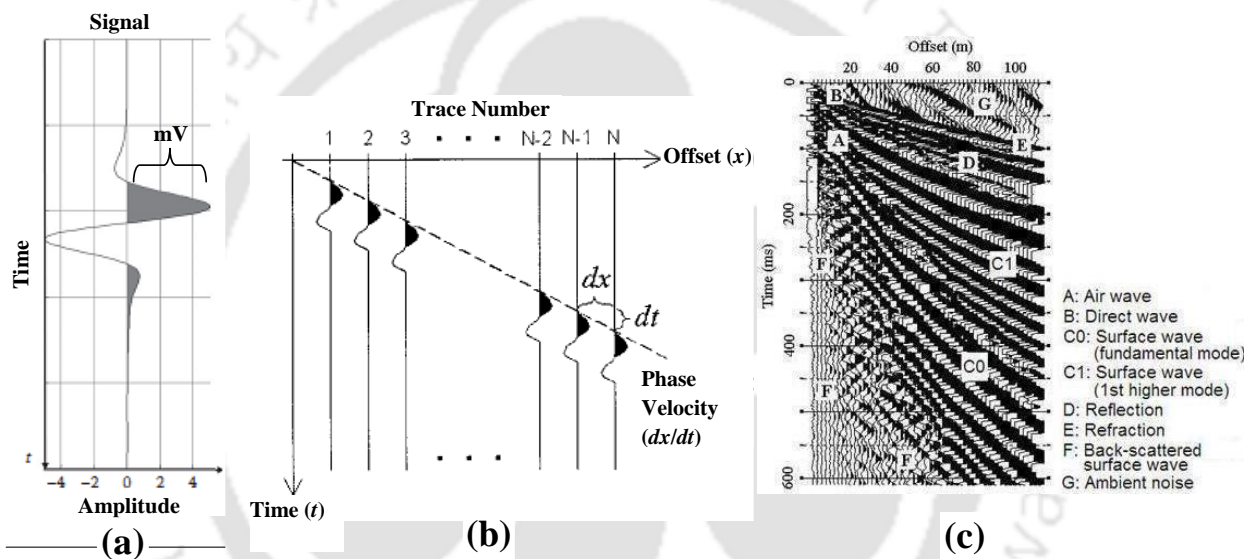 Signal
mV
Time
t
-4 -2 0 2 4
Amplitude
(a)
Trace Number
1 2 3 N-2 N-1 N
Offset (x)
dx
dt
Phase
Velocity
(dx/dt)
Time (t)
(b)
Offset (m)
20 40 60 80 100
0
200
400
600
Time (ms)
B
G
A
E
D
F
C1
C0
F
F
A: Air wave
B: Direct wave
C0: Surface wave
(fundamental mode)
C1: Surface wave
(1st higher mode)
D: Reflection
E: Refraction
F: Back-scattered
surface wave
G: Ambient noise
(c)